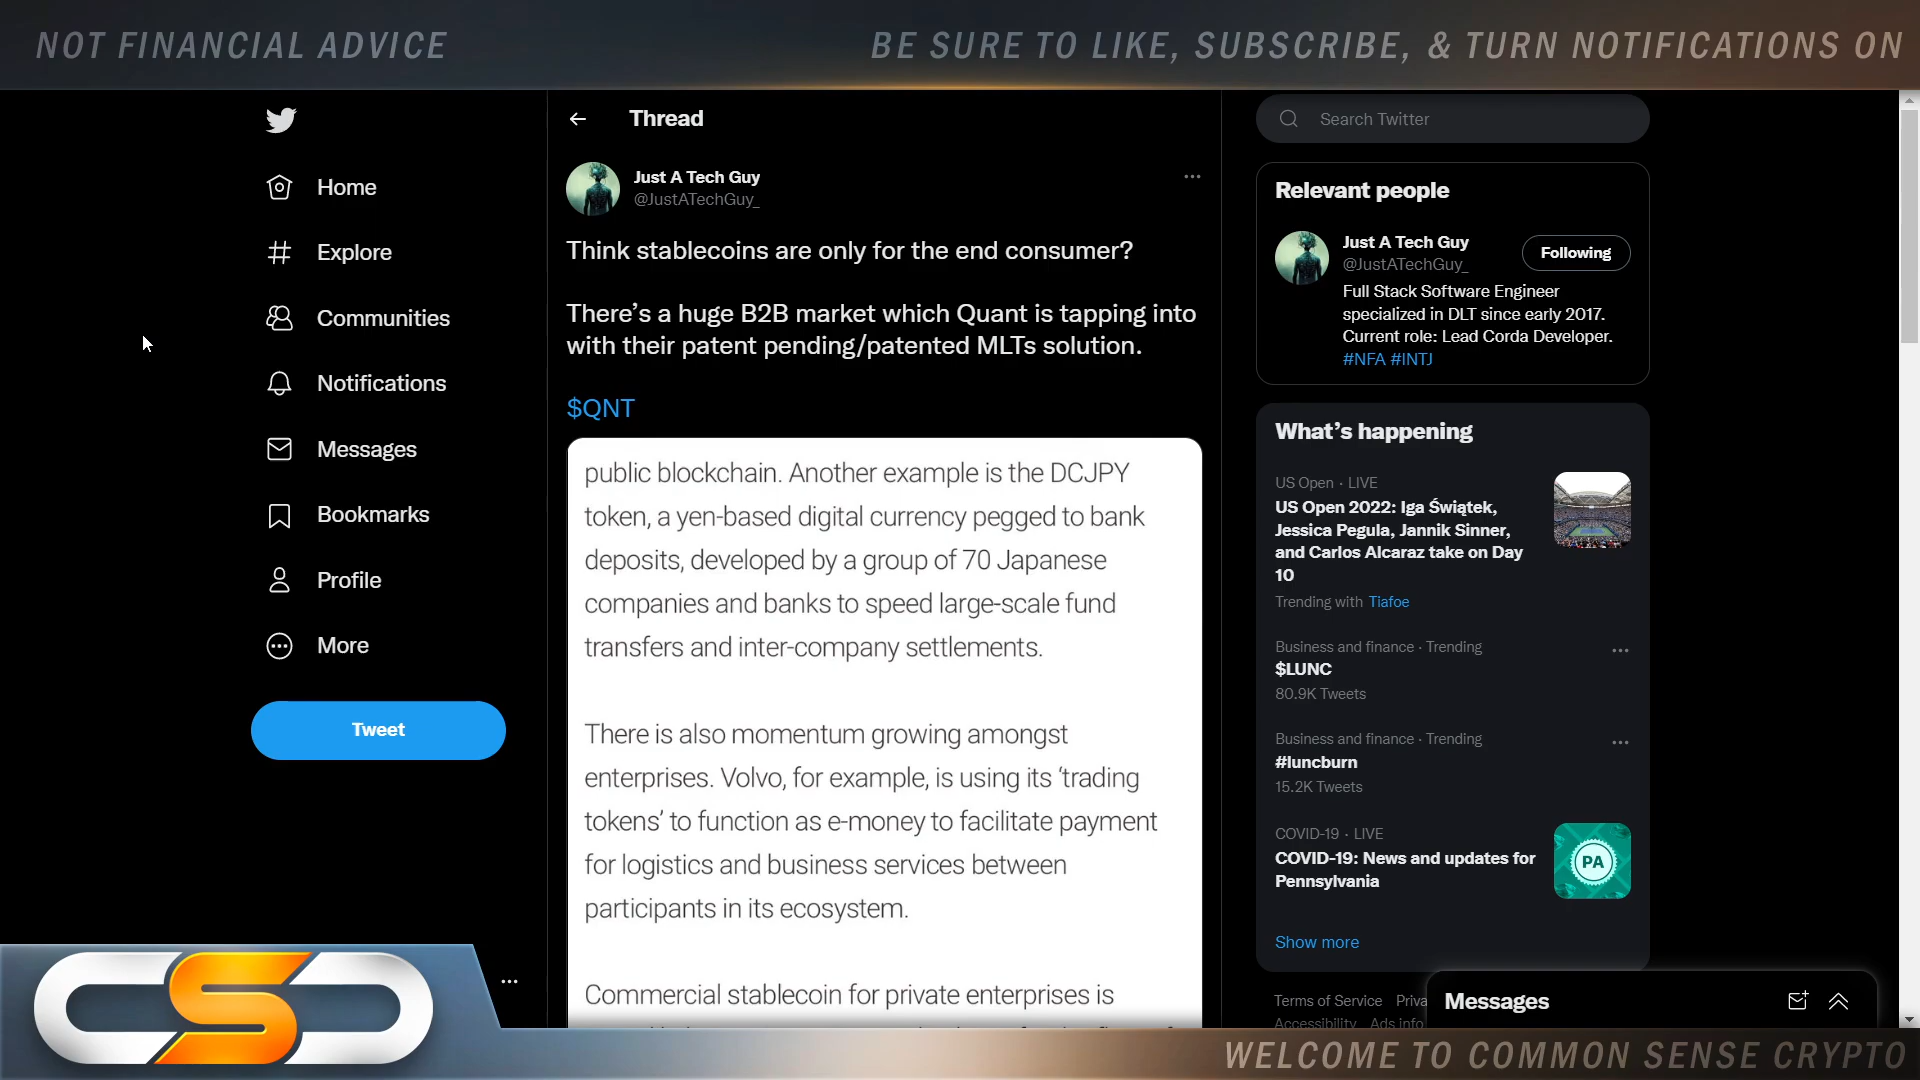 NOT FINANCIAL ADVICE
BE SURE TO LIKE, SUBSCRIBE, & TURN NOTIFICATIONS ON
Home
Explore
Communities
Notifications
Messages
Bookmarks
Profile
More
Tweet
Thread
Just A Tech Guy
@JustATechGuy_
Think stablecoins are only for the end consumer?
There’s a huge B2B market which Quant is tapping into
with their patent pending/patented MLTs solution.
$QNT
public blockchain. Another example is the DCJPY
token, a yen-based digital currency pegged to bank
deposits, developed by a group of 70 Japanese
companies and banks to speed large-scale fund
transfers and inter-company settlements.
There is also momentum growing amongst
enterprises. Volvo, for example, is using its ‘trading
tokens’ to function as e-money to facilitate payment
for logistics and business services between
participants in its ecosystem.
Commercial stablecoin for private enterprises is
Search Twitter
Relevant people
Just A Tech Guy
@JustATechGuy_
Following
Full Stack Software Engineer
specialized in DLT since early 2017.
Current role: Lead Corda Developer.
#NFA #INTJ
What’s happening
US Open · LIVE
US Open 2022: Iga Świątek,
Jessica Pegula, Jannik Sinner,
and Carlos Alcaraz take on Day
10
Trending with Tiafoe
Business and finance · Trending
$LUNC
80.9K Tweets
Business and finance · Trending
#luncburn
15.2K Tweets
COVID-19 · LIVE
COVID-19: News and updates for
Pennsylvania
PA
Show more
Terms of Service Priva
Accessibility Ads info
Messages
CSC
WELCOME TO COMMON SENSE CRYPTO